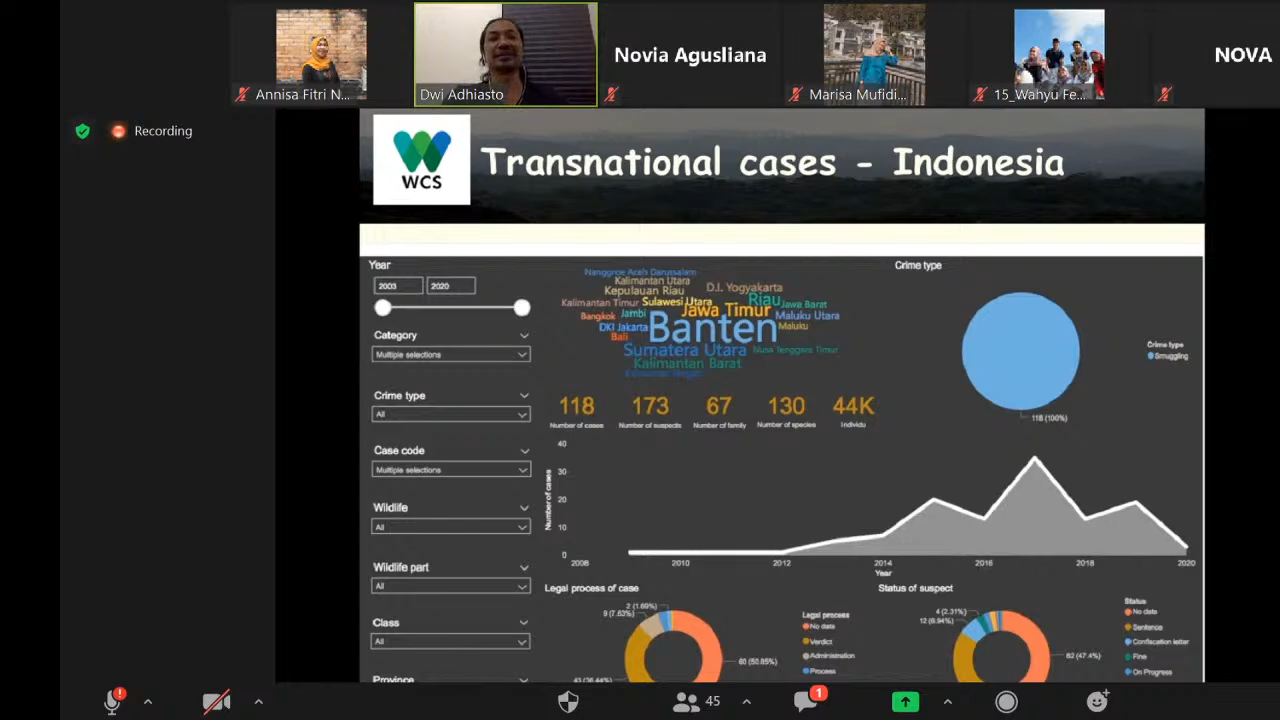 Novia Agusliana
NOVA
Annisa Fitri N...
Dwi Adhiasto
Marisa Mufidi...
15_Wahyu Fe...
Recording
WCS
Transnational cases - Indonesia
Year
2003
2020
Category
Multiple selections
Crime type
All
Case code
Multiple selections
Wildlife
All
Wildlife part
All
Class
All
Province
Nanggroe Aceh Darussalam
Kalimantan Utara
Kepulauan Riau
D.I. Yogyakarta
Kalimantan Timur
Sulawesi Utara
Riau
Jawa Barat
Bangkok
Jambi
Jawa Timur
Maluku Utara
DKI Jakarta
Banten
Maluku
Bali
Sumatera Utara
Nusa Tenggara Timur
Kalimantan Barat
118
Number of cases
173
Number of suspects
67
Number of family
130
Number of species
44K
Individu
Crime type
Crime type
Smuggling
118 (100%)
Number of cases
40
30
20
10
0
2008
2010
2012
2014
2016
2018
2020
Year
Legal process of case
2 (1.69%)
9 (7.63%)
60 (50.85%)
Legal process
No data
Verdict
Administration
Process
Status of suspect
4 (2.31%)
12 (6.94%)
82 (47.4%)
Status
No data
Sentence
Confiscation letter
Fine
On Progress
45
1